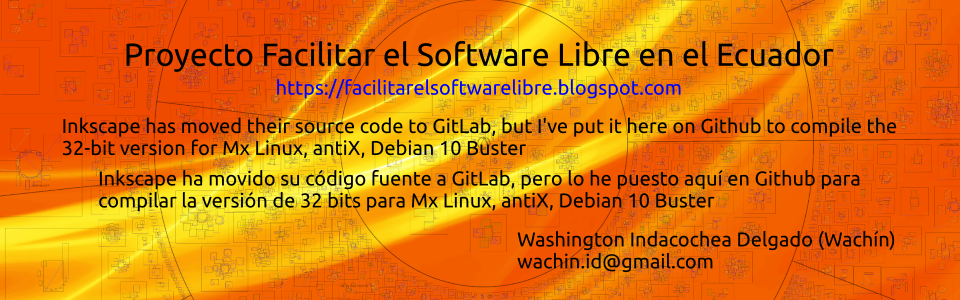 Proyecto Facilitar el Software Libre en el Ecuador
https://facilitarelsoftwarelibre.blogspot.com
Inkscape has moved their source code to GitLab, but I've put it here on Github to compile the
32-bit version for Mx Linux, antiX, Debian 10 Buster
Inkscape ha movido su código fuente a GitLab, pero lo he puesto aquí en Github para
compilar la versión de 32 bits para Mx Linux, antiX, Debian 10 Buster
Washington Indacochea Delgado (Wachín)
wachin.id@gmail.com